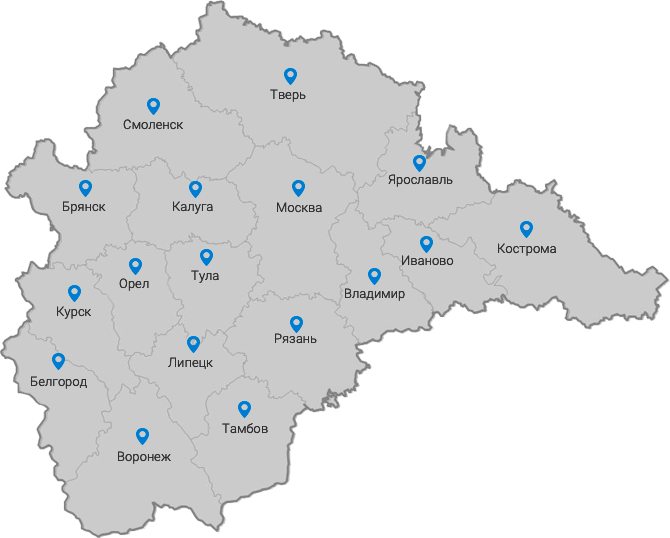 Тверь
Смоленск
Ярославль
Брянск
Калуга
Москва
Кострома
Иваново
Орел
Тула
Владимир
Курск
Рязань
Липецк
Белгород
Тамбов
Воронеж